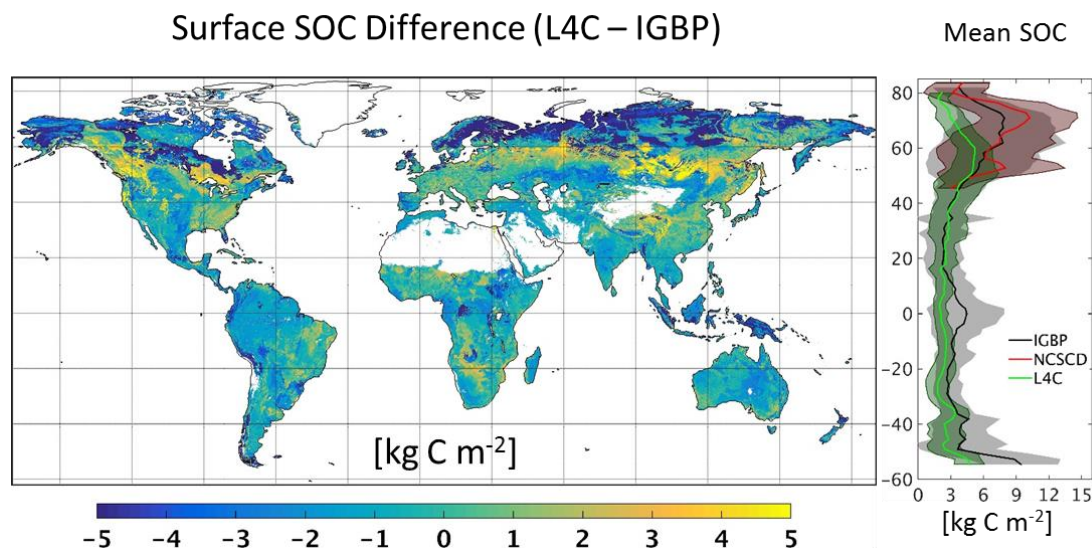 Surface SOC Difference (L4C – IGBP)
Mean SOC
80
60
40
20
0
-20
-40
-60
IGBP
NCSCD
L4C
[kg C m-2]
-5 -4 -3 -2 -1 0 1 2 3 4 5
0 3 6 9 12 15
[kg C m-2]